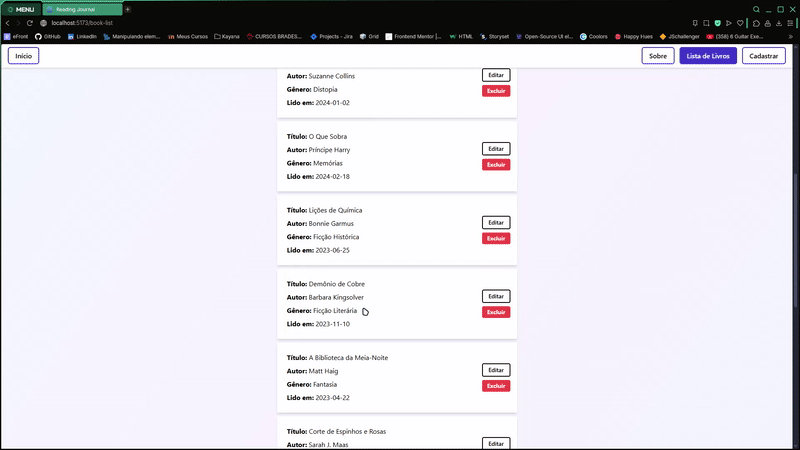 MENU
Reading Journal
localhost:5173/book-list
eFront
GitHub
LinkedIn
Manipulando elem...
Meus Cursos
Kayana
CURSOS BRADES...
Projects - Jira
Grid
Frontend Mentor |...
HTML
Storyset
Open-Source UI el...
Coolors
Happy Hues
JSchallenger
(358) 6 Guitar Exe...
Início
Sobre
Lista de Livros
Cadastrar
Autor: Suzanne Collins
Gênero: Distopia
Lido em: 2024-01-02
Editar
Excluir
Título: O Que Sobra
Autor: Príncipe Harry
Gênero: Memórias
Lido em: 2024-02-18
Editar
Excluir
Título: Lições de Química
Autor: Bonnie Garmus
Gênero: Ficção Histórica
Lido em: 2023-06-25
Editar
Excluir
Título: Demônio de Cobre
Autor: Barbara Kingsolver
Gênero: Ficção Literária
Lido em: 2023-11-10
Editar
Excluir
Título: A Biblioteca da Meia-Noite
Autor: Matt Haig
Gênero: Fantasia
Lido em: 2023-04-22
Editar
Excluir
Título: Corte de Espinhos e Rosas
Autor: Sarah J. Maas
Editar